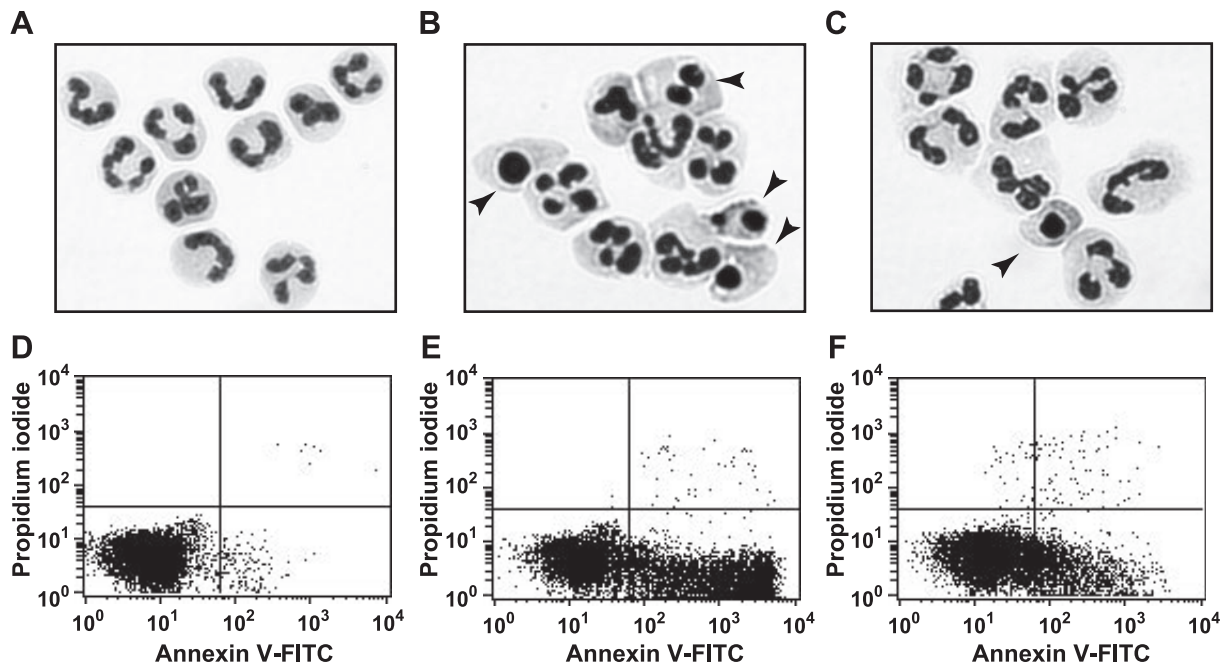 A
B
C
D
E
F
Propidium iodide
10⁴
10³
10²
10¹
10⁰
10⁰ 10¹ 10² 10³ 10⁴
Annexin V-FITC
Propidium iodide
10⁴
10³
10²
10¹
10⁰
10⁰ 10¹ 10² 10³ 10⁴
Annexin V-FITC
Propidium iodide
10⁴
10³
10²
10¹
10⁰
10⁰ 10¹ 10² 10³ 10⁴
Annexin V-FITC